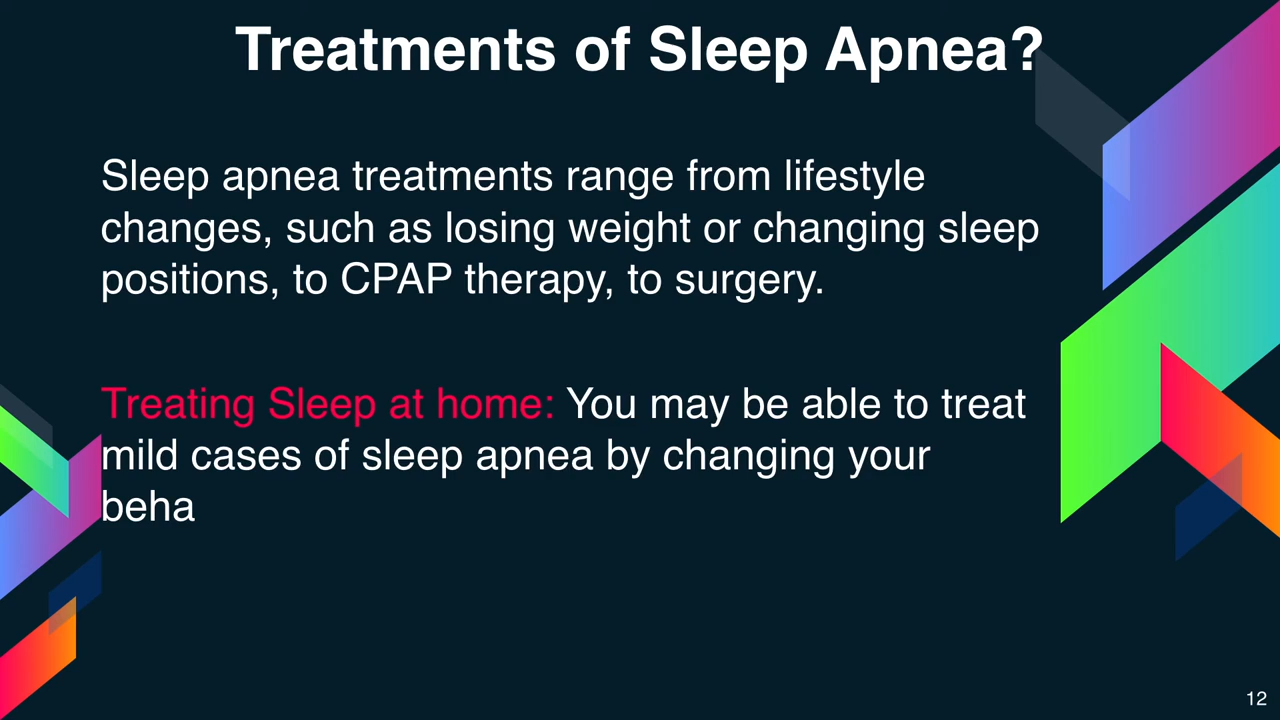 Treatments of Sleep Apnea?
Sleep apnea treatments range from lifestyle
changes, such as losing weight or changing sleep
positions, to CPAP therapy, to surgery.
Treating Sleep at home: You may be able to treat
mild cases of sleep apnea by changing your
beha
12